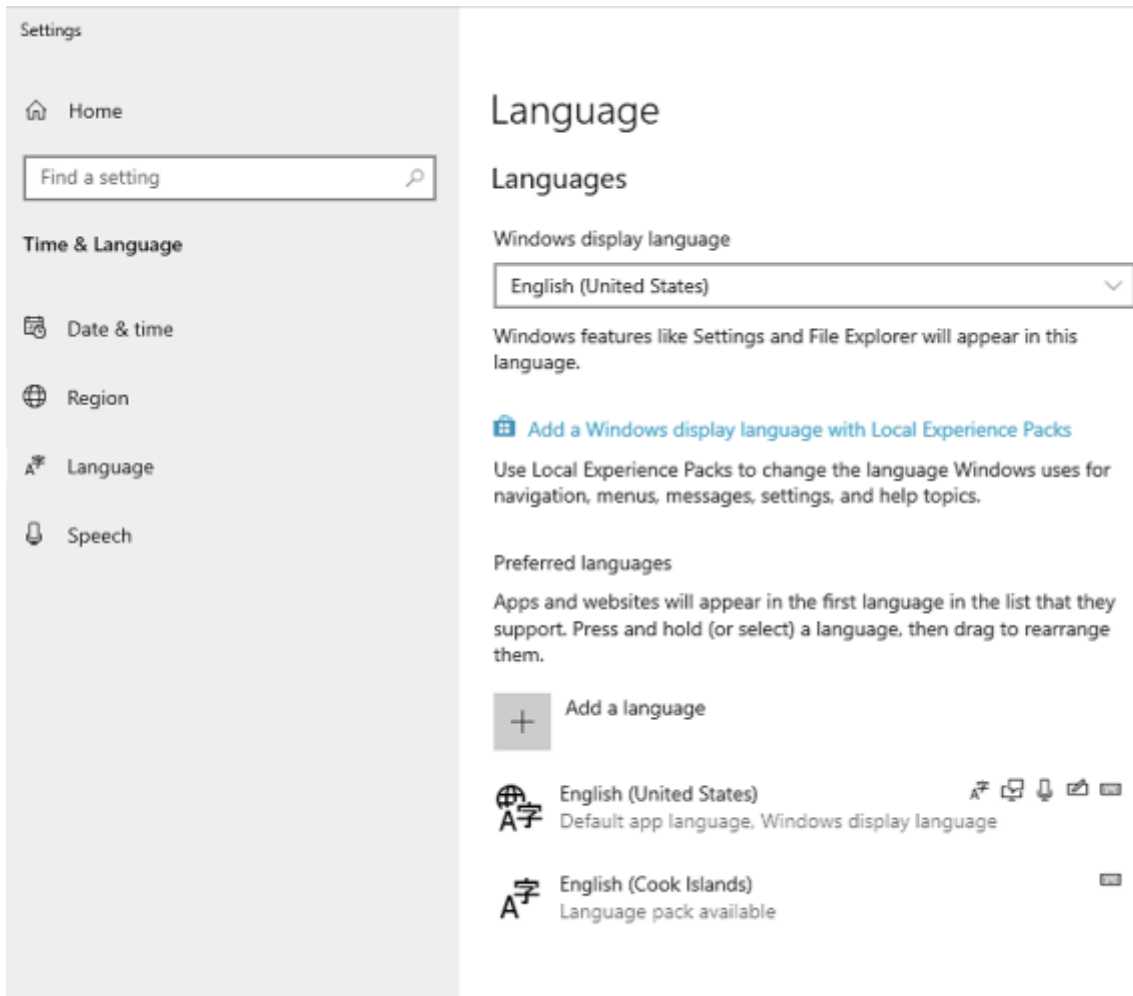 Settings
Home
Find a setting
Time & Language
Date & time
Region
Language
Speech
Language
Languages
Windows display language
English (United States)
Windows features like Settings and File Explorer will appear in this
language.
Add a Windows display language with Local Experience Packs
Use Local Experience Packs to change the language Windows uses for
navigation, menus, messages, settings, and help topics.
Preferred languages
Apps and websites will appear in the first language in the list that they
support. Press and hold (or select) a language, then drag to rearrange
them.
Add a language
English (United States)
Default app language, Windows display language
English (Cook Islands)
Language pack available